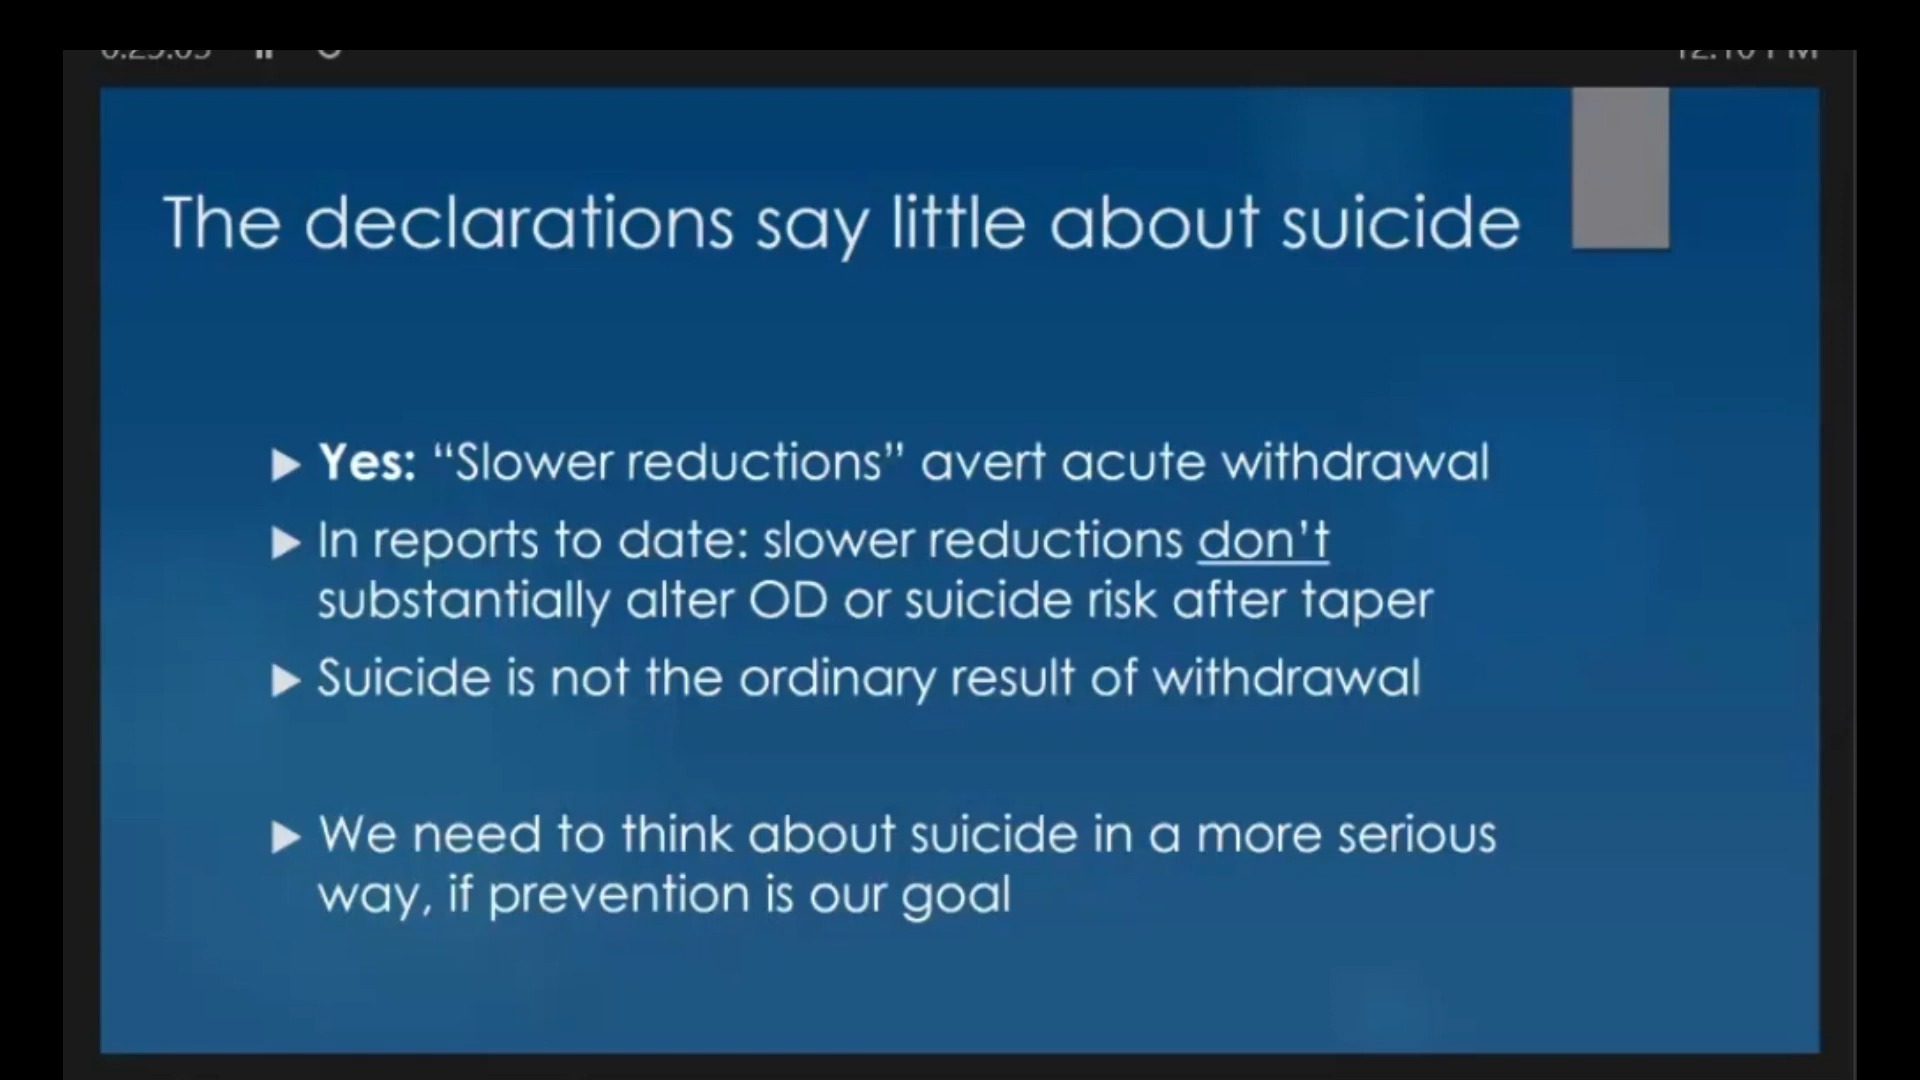 The declarations say little about suicide
▶ Yes: “Slower reductions” avert acute withdrawal
▶ In reports to date: slower reductions don’t
substantially alter OD or suicide risk after taper
▶ Suicide is not the ordinary result of withdrawal
▶ We need to think about suicide in a more serious
way, if prevention is our goal